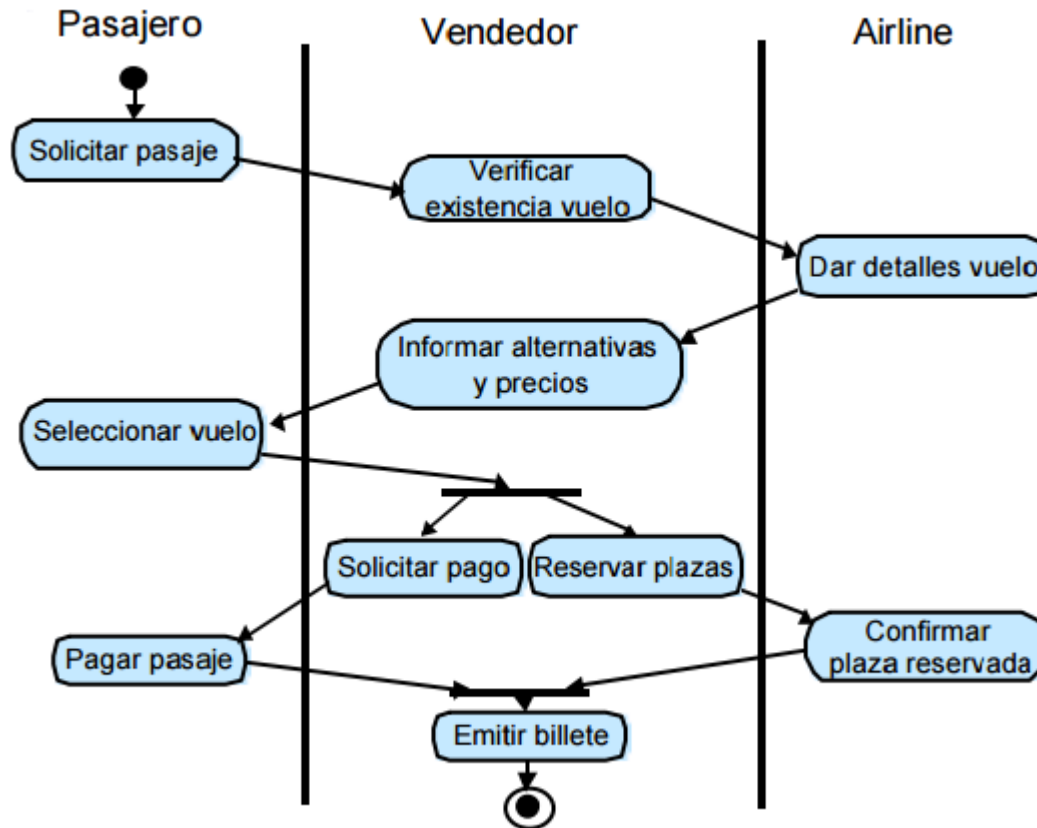 Pasajero
Vendedor
Airline
Solicitar pasaje
Verificar
existencia vuelo
Dar detalles vuelo
Informar alternativas
y precios
Seleccionar vuelo
Solicitar pago
Reservar plazas
Pagar pasaje
Confirmar
plaza reservada
Emitir billete